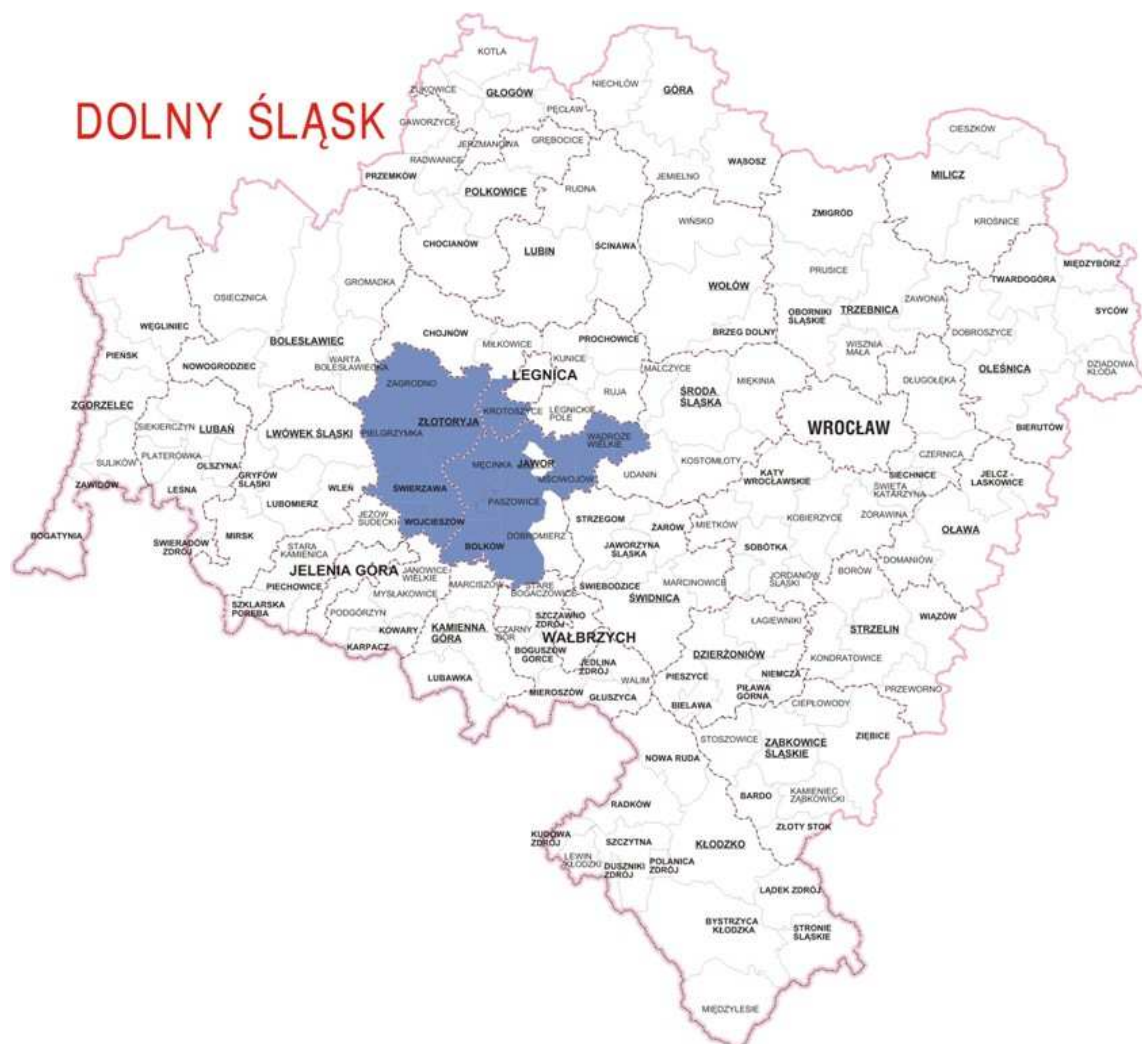 DOLNY ŚLĄSK
KOTLA
NIECHLÓW
GÓRA
ŻUKOWICE
GŁOGÓW
PĘCŁAW
GAWORZYCE
JERZMANOWA
GRĘBOCICE
CIESZKÓW
RADWANICE
WĄSOSZ
PRZEMKÓW
JEMIELNO
MILICZ
POLKOWICE
RUDNA
ZMIGRÓD
WIŃSKO
KROŚNICE
CHOCIANÓW
LUBIN
ŚCINAWA
MIĘDZYBÓRZ
PRUSICE
TWARDOGÓRA
GROMADKA
OSIECZNICA
WOŁÓW
ZAWONIA
OBORNIKI
ŚLĄSKIE
TRZEBNICA
SYCÓW
WĘGLINIEC
CHOJNÓW
PROCHOWICE
BRZEG DOLNY
DOBROSZYCE
BOLESŁAWIEC
MIŁKOWICE
WISZNIA
MAŁA
PIEŃSK
NOWOGRODZIEC
WARTA
BOLESŁAWIECKA
KUNICE
MALCZYCE
OLEŚNICA
DZIADOWA
KŁODA
LEGNICA
ZAGRODNO
MIĘKINIA
DŁUGOŁĘKA
ŚRODA
ŚLĄSKA
RUJA
ZGORZELEC
KROTOSZYCE
LEGNICKIE
POLE
SIEKIERCZYN
LUBAŃ
LWÓWEK ŚLĄSKI
ZŁOTORYJA
PIELGRZYMKA
WĄDROŻE
WIELKIE
WROCŁAW
BIERUTÓW
PLATERÓWKA
CZERNICA
SULIKÓW
OLSZYNA
MĘCINKA
JAWOR
KOSTOMŁOTY
GRYFÓW
ŚLĄSKI
UDANIN
KĄTY
WROCŁAWSKIE
SIECHNICE
JELCZ -
LASKOWICE
ZAWIDÓW
LEŚNA
WLEŃ
ŚWIERZAWA
MŚCIWOJÓW
ŚWIĘTA
KATARZYNA
LUBOMIERZ
PASZOWICE
JEŻÓW
SUDECKI
WOJCIESZÓW
STRZEGOM
ŻARÓW
MIETKÓW
KOBIERZYCE
ŻÓRAWINA
OŁAWA
BOGATYNIA
ŚWIERADÓW
ZDRÓJ
MIRSK
DOBROMIERZ
BOLKÓW
JAWORZYNA
ŚLĄSKA
SOBÓTKA
STARA
KAMIENICA
DOMANIÓW
JELENIA GÓRA
JANOWICE
WIELKIE
MARCISZÓW
STARE
BOGACZOWICE
ŚWIEBODZICE
MARCINOWICE
JORDANÓW
ŚLĄSKI
BORÓW
PIECHOWICE
MYSŁAKOWICE
ŚWIDNICA
SZKLARSKA
PORĘBA
PODGÓRZYN
SZCZAWNO
ZDRÓJ
ŁAGIEWNIKI
WIĄZÓW
KOWARY
KAMIENNA
GÓRA
CZARNY
BÓR
WAŁBRZYCH
STRZELIN
KARPACZ
BOGUSZÓW
GORCE
DZIERŻONIÓW
KONDRATOWICE
JEDLINA
ZDRÓJ
LUBAWKA
WALIM
PIESZYCE
NIEMCZA
MIEROSZÓW
GŁUSZYCA
PIŁAWA
GÓRNA
PRZEWORNO
BIELAWA
CIEPŁOWODY
STOSZOWICE
ZĄBKOWICE
ŚLĄSKIE
ZIĘBICE
NOWA RUDA
BARDO
KAMIENIEC
ZĄBKOWICKI
RADKÓW
ZŁOTY STOK
KUDOWA
ZDRÓJ
SZCZYTNA
KŁODZKO
LEWIN
KŁODZKI
DUSZNIKI
ZDRÓJ
POLANICA
ZDRÓJ
LĄDEK ZDRÓJ
BYSTRZYCA
KŁODZKA
STRONIE
ŚLĄSKIE
MIĘDZYLESIE